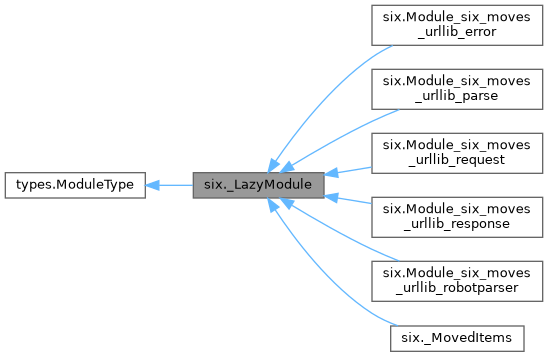 six.Module_six_moves
_urllib_error
six.Module_six_moves
_urllib_parse
six.Module_six_moves
_urllib_request
types.ModuleType
six._LazyModule
six.Module_six_moves
_urllib_response
six.Module_six_moves
_urllib_robotparser
six._MovedItems